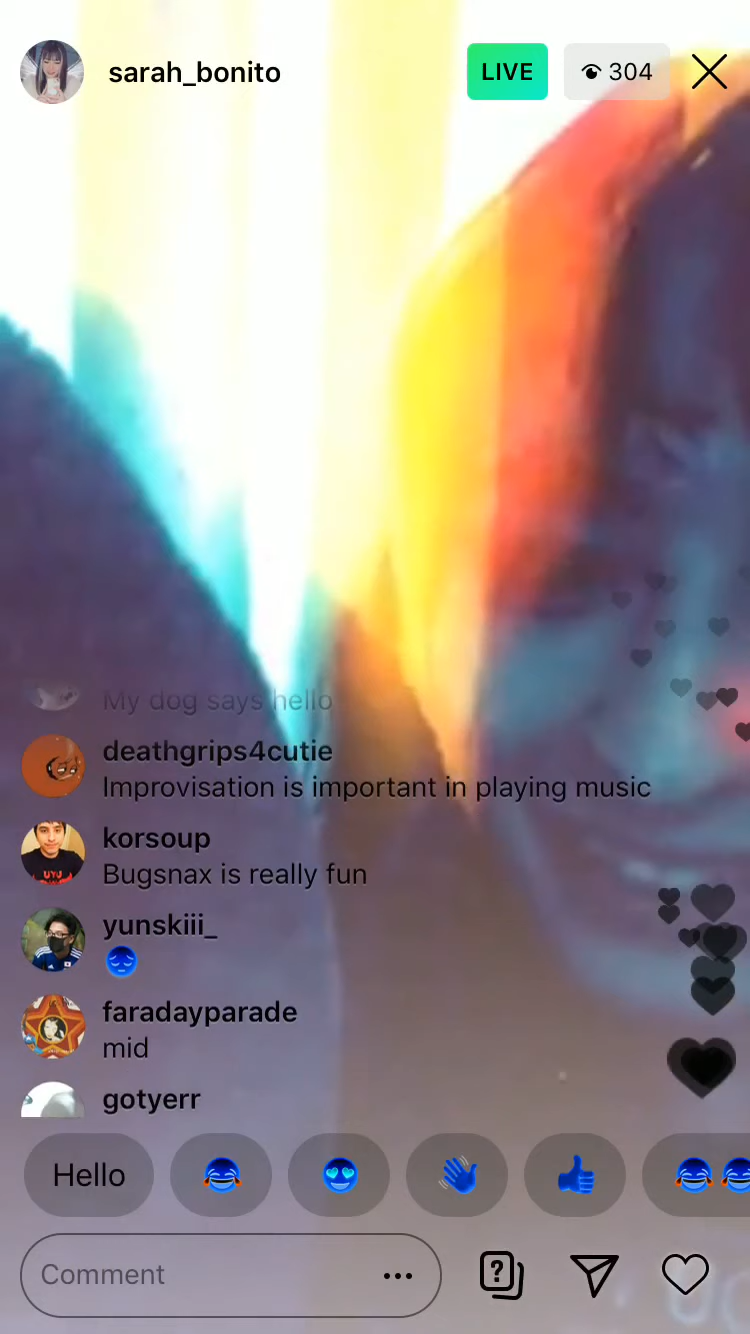 sarah_bonito
LIVE
304
My dog says hello
deathgrips4cutie
Improvisation is important in playing music
korsoup
UYU
Bugsnax is really fun
yunskiii_
faradayparade
mid
gotyerr
Hello
Comment